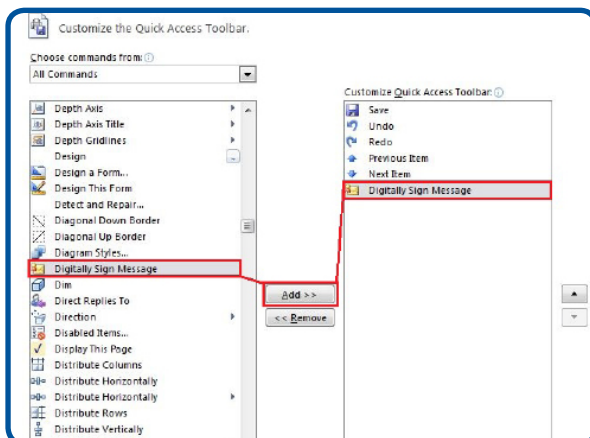 Customize the Quick Access Toolbar.
Choose commands from:
All Commands
Depth Axis
Depth Axis Title
Depth Gridlines
Design
Design a Form...
Design This Form
Detect and Repair...
Diagonal Down Border
Diagonal Up Border
Diagram Styles...
Digitally Sign Message
Dim
Direct Replies To
Direction
Disabled Items...
Display This Page
Distribute Columns
Distribute Horizontally
Distribute Horizontally
Distribute Rows
Distribute Vertically
Add >>
<< Remove
Customize Quick Access Toolbar:
Save
Undo
Redo
Previous Item
Next Item
Digitally Sign Message